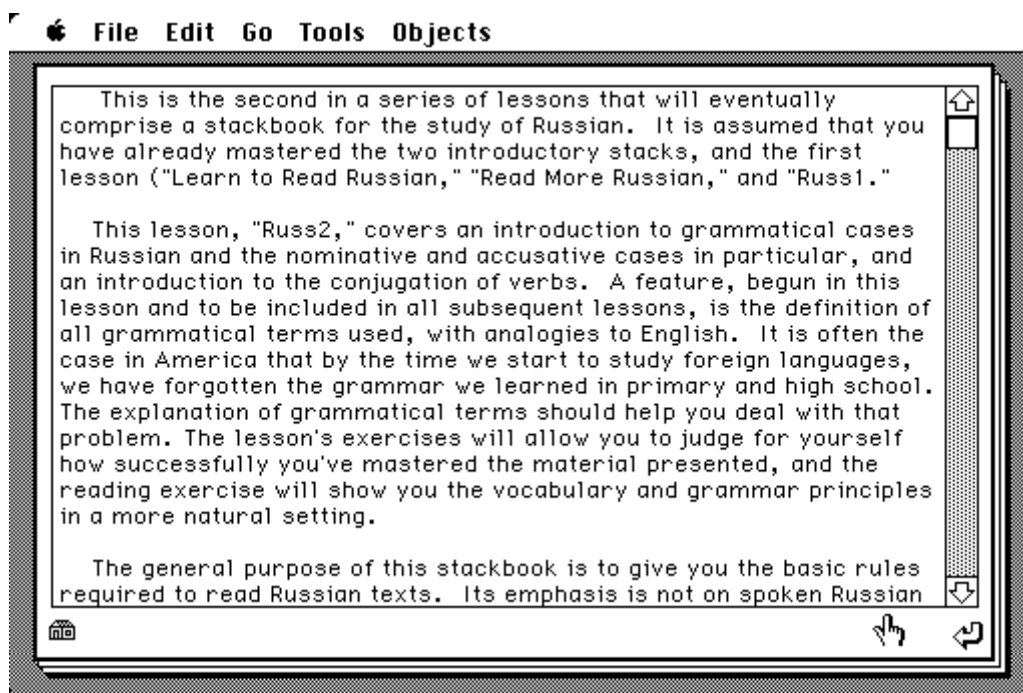 File Edit Go Tools Objects
This is the second in a series of lessons that will eventually
comprise a stackbook for the study of Russian. It is assumed that you
have already mastered the two introductory stacks, and the first
lesson ("Learn to Read Russian," "Read More Russian," and "Russ1."
This lesson, "Russ2," covers an introduction to grammatical cases
in Russian and the nominative and accusative cases in particular, and
an introduction to the conjugation of verbs. A feature, begun in this
lesson and to be included in all subsequent lessons, is the definition of
all grammatical terms used, with analogies to English. It is often the
case in America that by the time we start to study foreign languages,
we have forgotten the grammar we learned in primary and high school.
The explanation of grammatical terms should help you deal with that
problem. The lesson's exercises will allow you to judge for yourself
how successfully you've mastered the material presented, and the
reading exercise will show you the vocabulary and grammar principles
in a more natural setting.
The general purpose of this stackbook is to give you the basic rules
required to read Russian texts. Its emphasis is not on spoken Russian